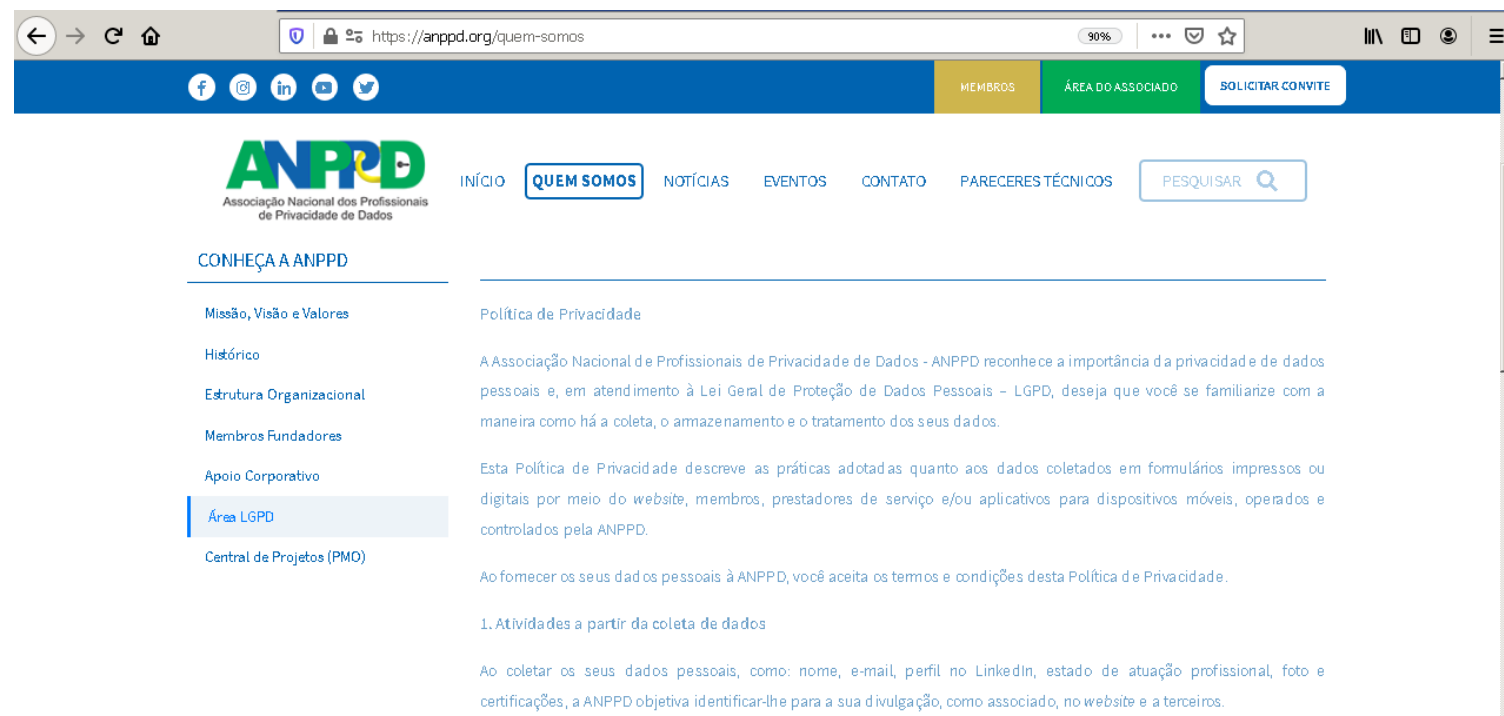 https://anppd.org/quem-somos
90%
MEMBROS
ÁREA DO ASSOCIADO
SOLICITAR CONVITE
ANPPD
Associação Nacional dos Profissionais
de Privacidade de Dados
INÍCIO
QUEM SOMOS
NOTÍCIAS
EVENTOS
CONTATO
PARECERES TÉCNICOS
PESQUISAR
CONHEÇA A ANPPD
Missão, Visão e Valores
Histórico
Estrutura Organizacional
Membros Fundadores
Apoio Corporativo
Área LGPD
Central de Projetos (PMO)
Política de Privacidade
A Associação Nacional de Profissionais de Privacidade de Dados - ANPPD reconhece a importância da privacidade de dados
pessoais e, em atendimento à Lei Geral de Proteção de Dados Pessoais – LGPD, deseja que você se familiarize com a
maneira como há a coleta, o armazenamento e o tratamento dos seus dados.
Esta Política de Privacidade descreve as práticas adotadas quanto aos dados coletados em formulários impressos ou
digitais por meio do website, membros, prestadores de serviço e/ou aplicativos para dispositivos móveis, operados e
controlados pela ANPPD.
Ao fornecer os seus dados pessoais à ANPPD, você aceita os termos e condições desta Política de Privacidade.
1. Atividades a partir da coleta de dados
Ao coletar os seus dados pessoais, como: nome, e-mail, perfil no LinkedIn, estado de atuação profissional, foto e
certificações, a ANPPD objetiva identificar-lhe para a sua divulgação, como associado, no website e a terceiros.